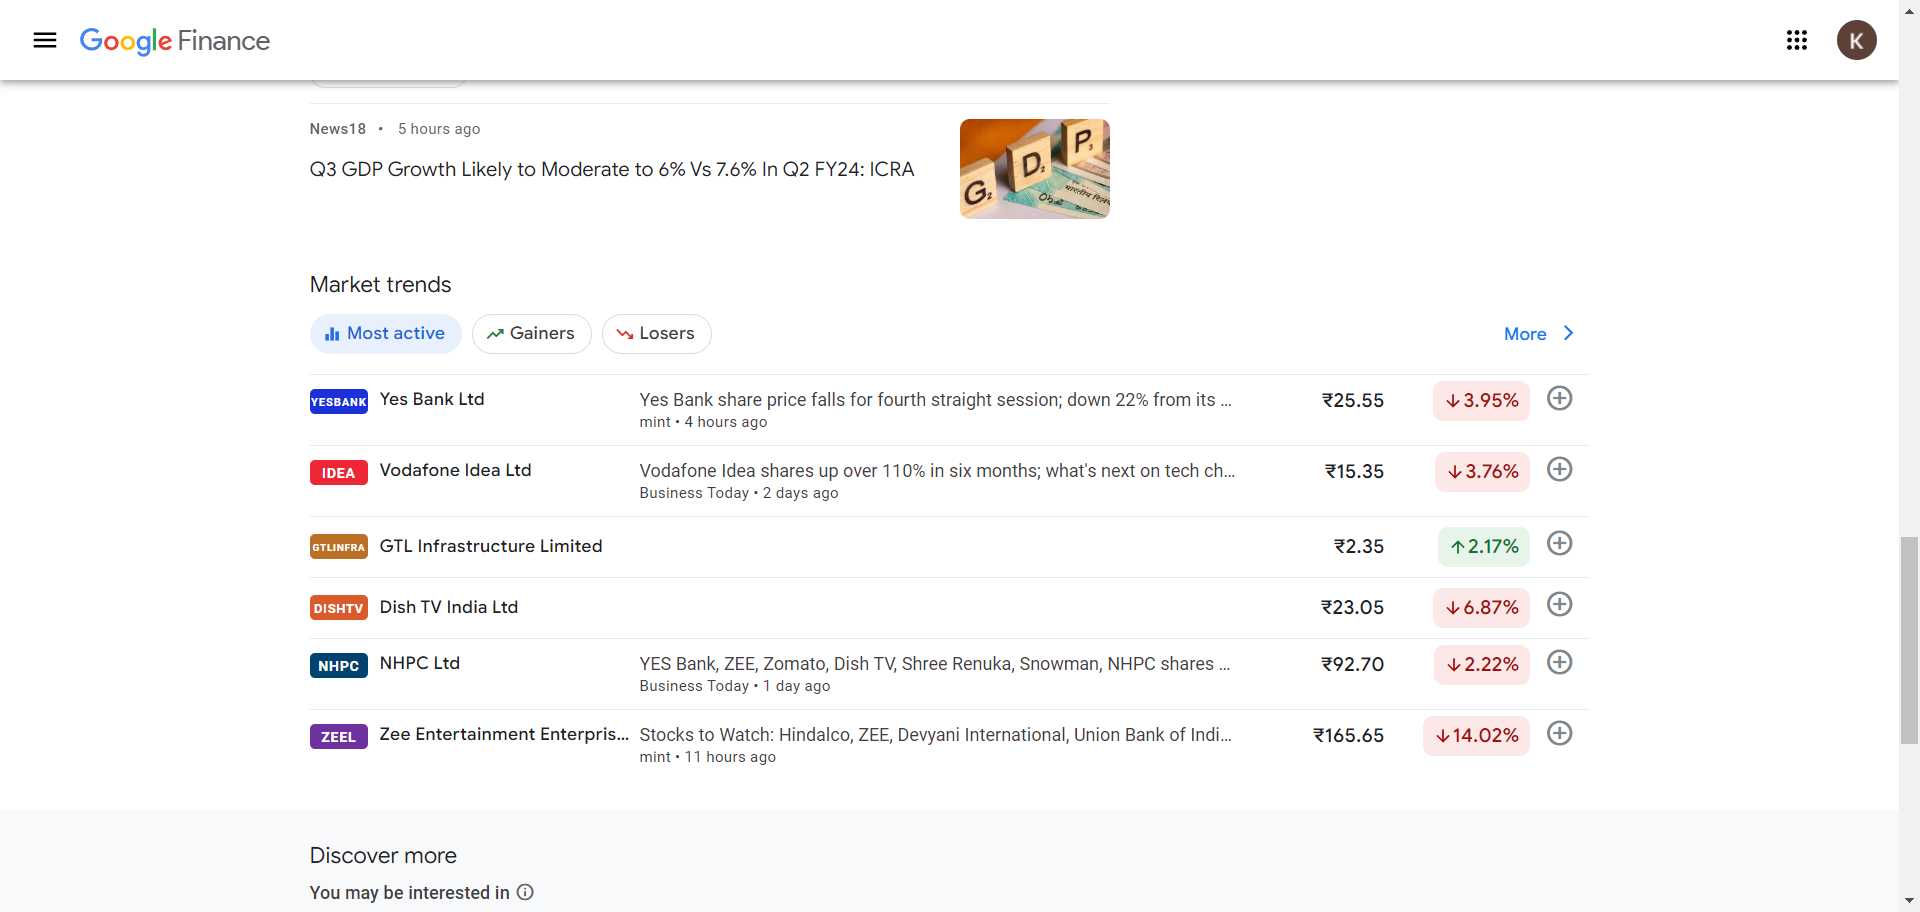 Google Finance
K
News18 • 5 hours ago
Q3 GDP Growth Likely to Moderate to 6% Vs 7.6% In Q2 FY24: ICRA
G2 D2 P3
Market trends
Most active Gainers Losers More
YESBANK Yes Bank Ltd Yes Bank share price falls for fourth straight session; down 22% from its ... ₹25.55 ↓3.95%
mint • 4 hours ago
IDEA Vodafone Idea Ltd Vodafone Idea shares up over 110% in six months; what's next on tech ch... ₹15.35 ↓3.76%
Business Today • 2 days ago
GTLINFRA GTL Infrastructure Limited ₹2.35 ↑2.17%
DISHTV Dish TV India Ltd ₹23.05 ↓6.87%
NHPC NHPC Ltd YES Bank, ZEE, Zomato, Dish TV, Shree Renuka, Snowman, NHPC shares ... ₹92.70 ↓2.22%
Business Today • 1 day ago
ZEEL Zee Entertainment Enterpris... Stocks to Watch: Hindalco, ZEE, Devyani International, Union Bank of Indi... ₹165.65 ↓14.02%
mint • 11 hours ago
Discover more
You may be interested in